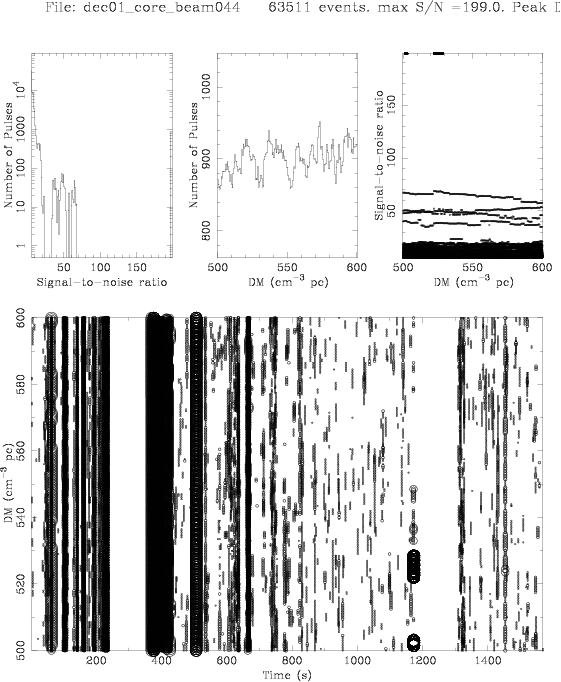 File: dec01_core_beam044 63511 events. max S/N =199.0. Peak D
Number of Pulses
10⁴
1000
100
10
1
50 100 150
Signal-to-noise ratio
Number of Pulses
1000
900
800
500 550 600
DM (cm⁻³ pc)
Signal-to-noise ratio
150
100
50
500 550 600
DM (cm⁻³ pc)
DM (cm⁻³ pc)
600
580
560
540
520
500
200 400 600 800 1000 1200 1400
Time (s)